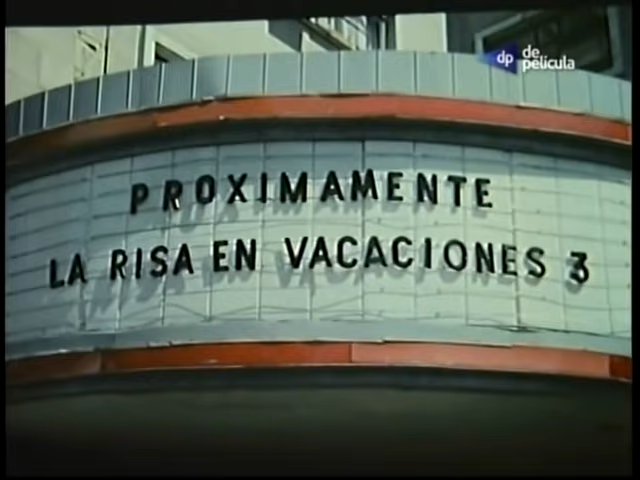 dp de película
PROXIMAMENTE
LA RISA EN VACACIONES 3